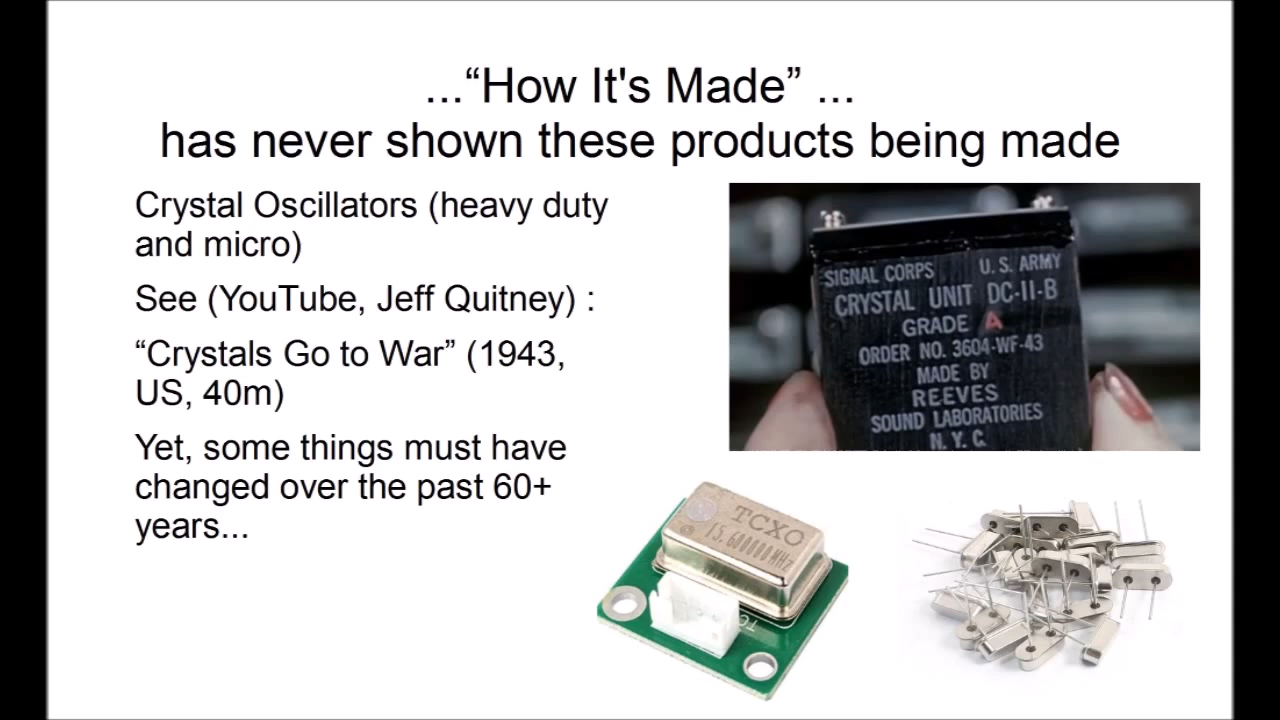 ...“How It's Made” ...
has never shown these products being made
Crystal Oscillators (heavy duty
and micro)
See (YouTube, Jeff Quitney) :
“Crystals Go to War” (1943,
US, 40m)
Yet, some things must have
changed over the past 60+
years...
SIGNAL CORPS U. S. ARMY
CRYSTAL UNIT DC-11-B
GRADE A
ORDER NO. 3604-WF-43
MADE BY
REEVES
SOUND LABORATORIES
N. Y. C.
TCXO
15.600000MHz